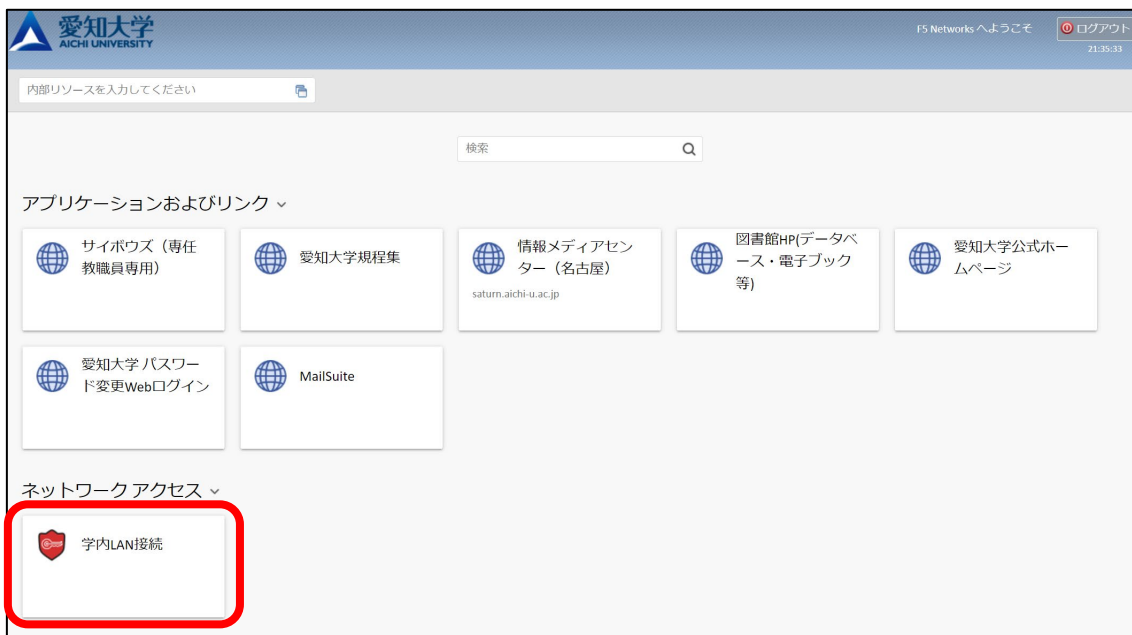 愛知大学
AICHI UNIVERSITY
F5 Networks へようこそ
ログアウト
21:35:33
内部リソースを入力してください
検索
アプリケーションおよびリンク
サイボウズ（専任
教職員専用）
愛知大学規程集
情報メディアセン
ター（名古屋）
saturn.aichi-u.ac.jp
図書館HP(データベ
ース・電子ブック
等)
愛知大学公式ホー
ムページ
愛知大学 パスワー
ド変更Webログイン
MailSuite
ネットワーク アクセス
学内LAN接続